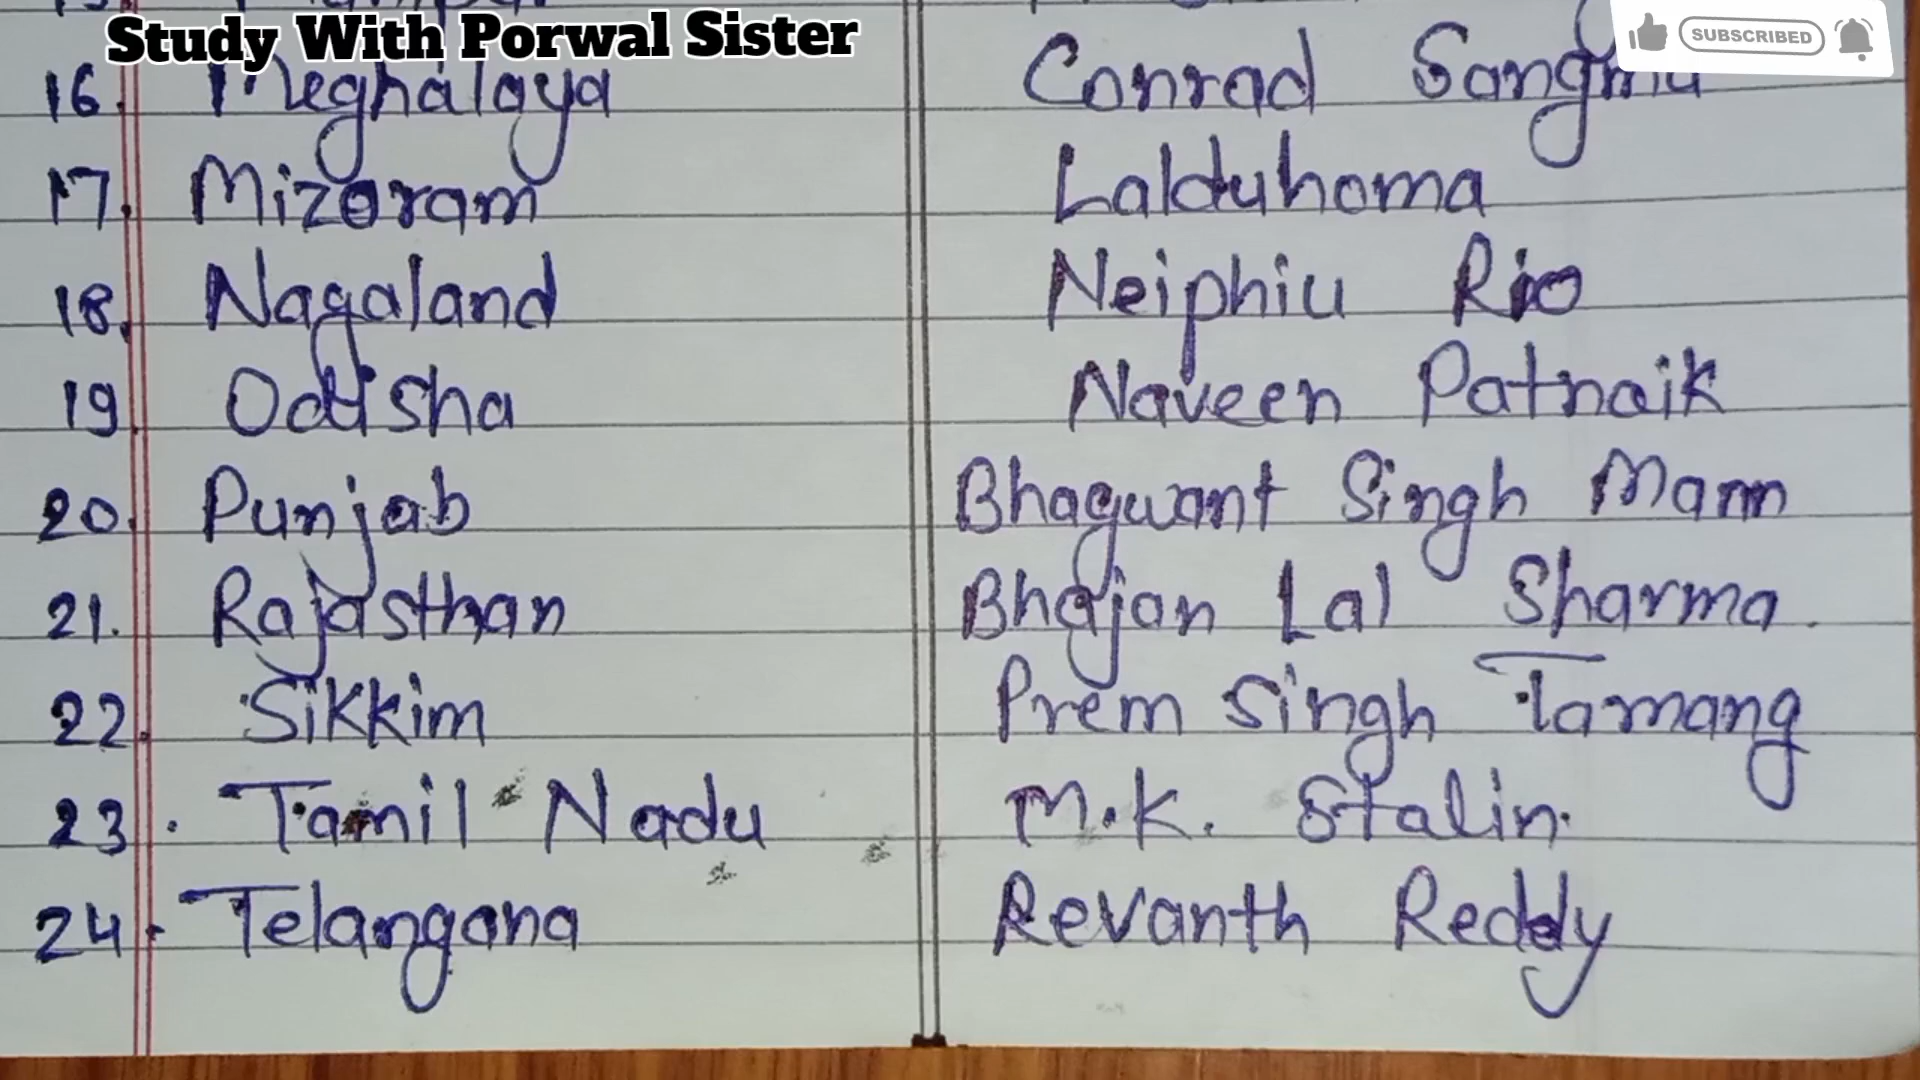 Study With Porwal Sister
SUBSCRIBED
16. Meghalaya Conrad Sangma
17. Mizoram Lalduhoma
18. Nagaland Neiphiu Rio
19. Odisha Naveen Patnaik
20. Punjab Bhagwant Singh Mann
21. Rajasthan Bhajan Lal Sharma.
22. Sikkim Prem Singh Tamang
23. Tamil Nadu M.K. Stalin.
24. Telangana Revanth Reddy